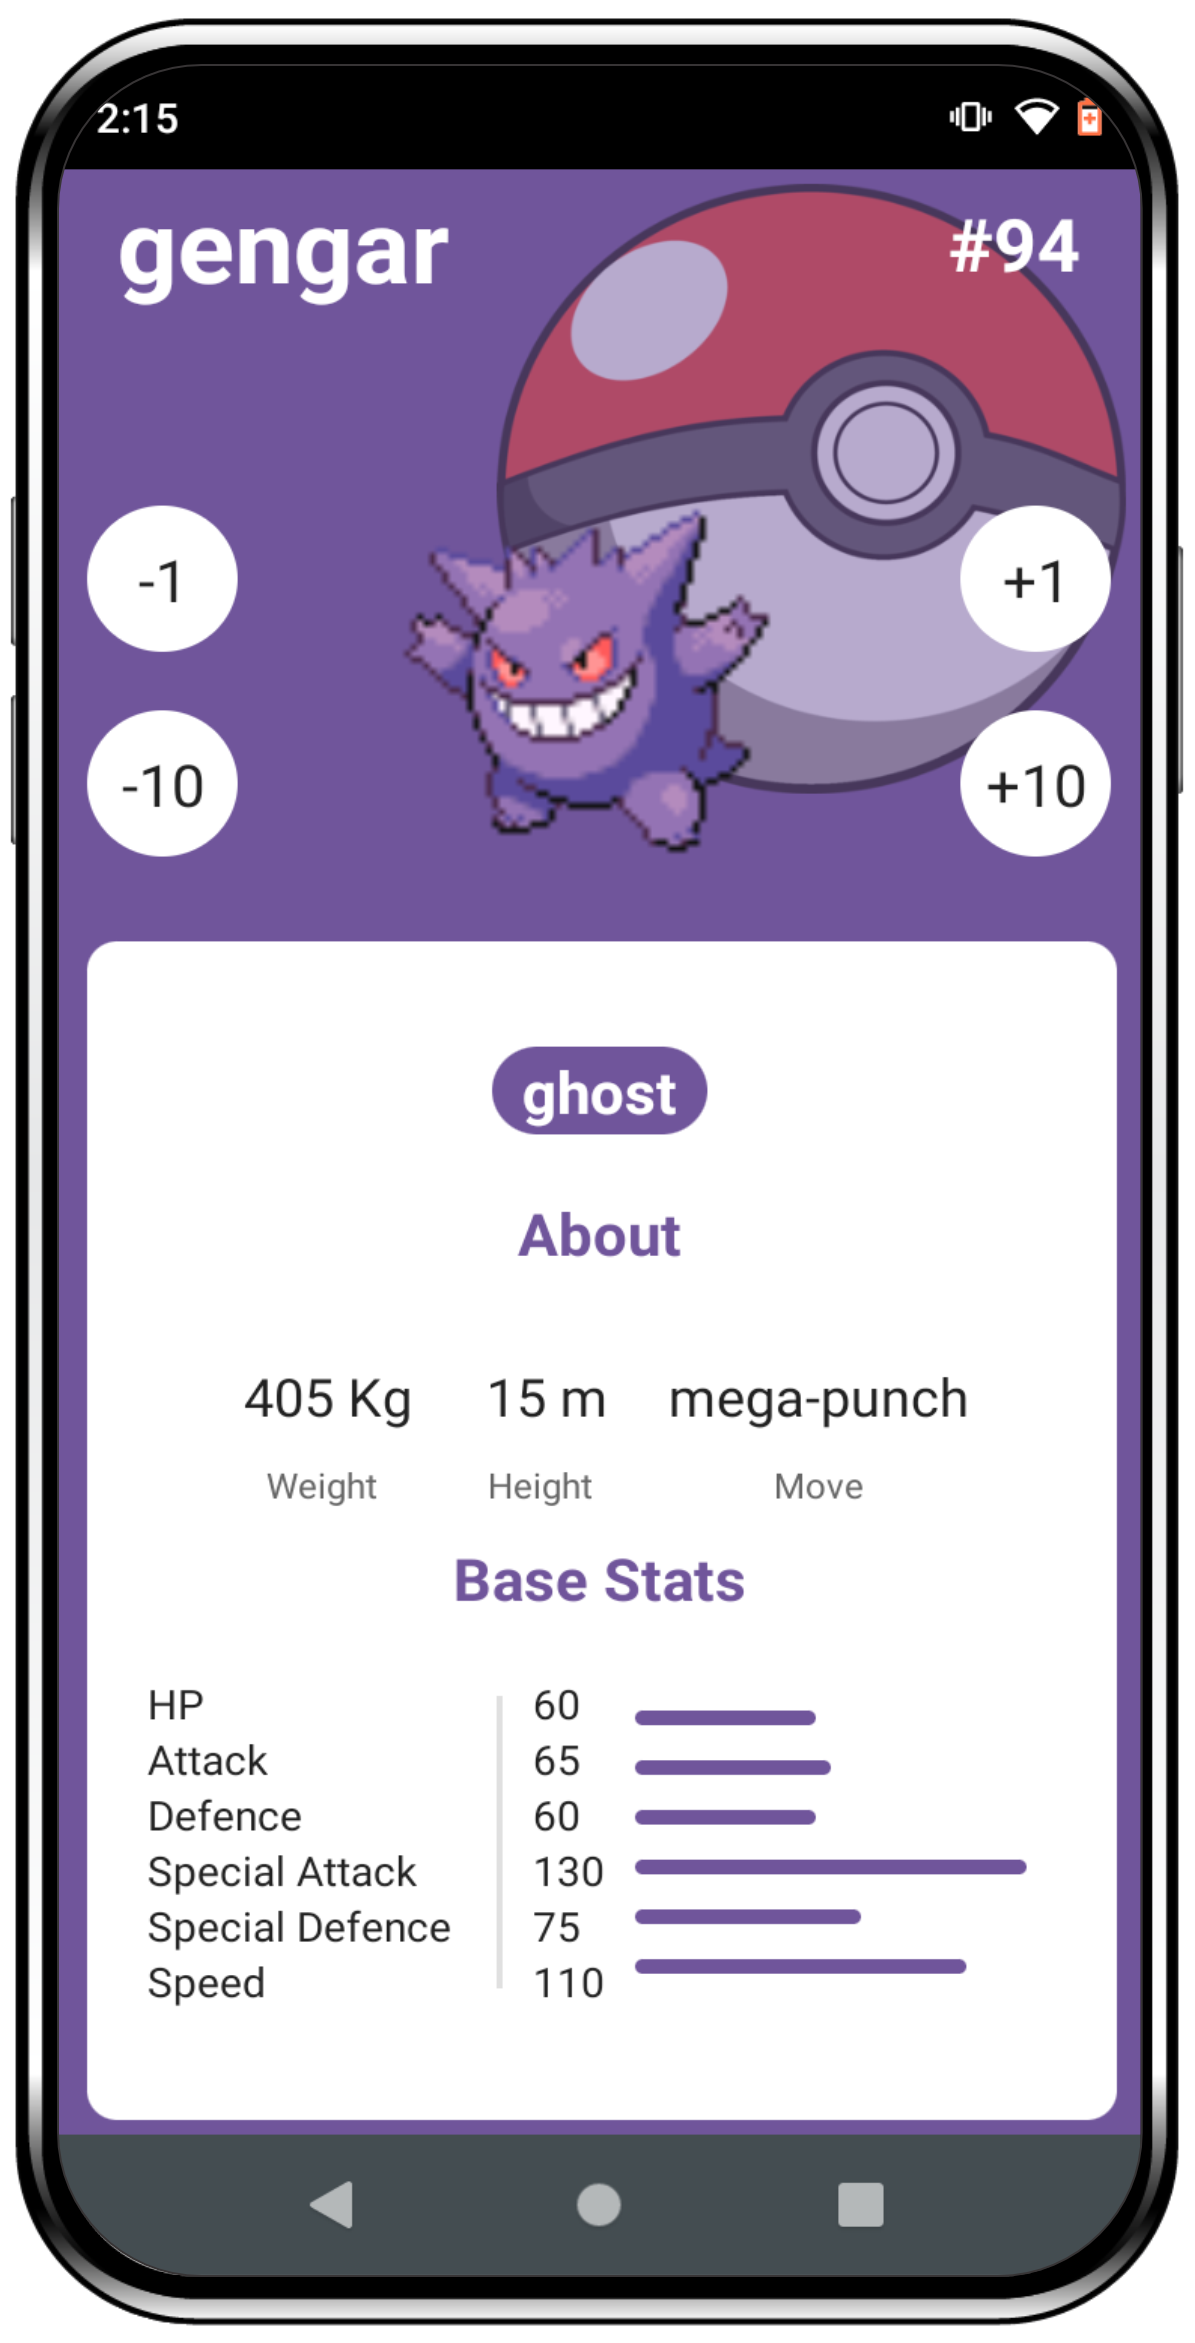 2:15
gengar #94
-1 +1
-10 +10
ghost
About
405 Kg 15 m mega-punch
Weight Height Move
Base Stats
HP 60
Attack 65
Defence 60
Special Attack 130
Special Defence 75
Speed 110